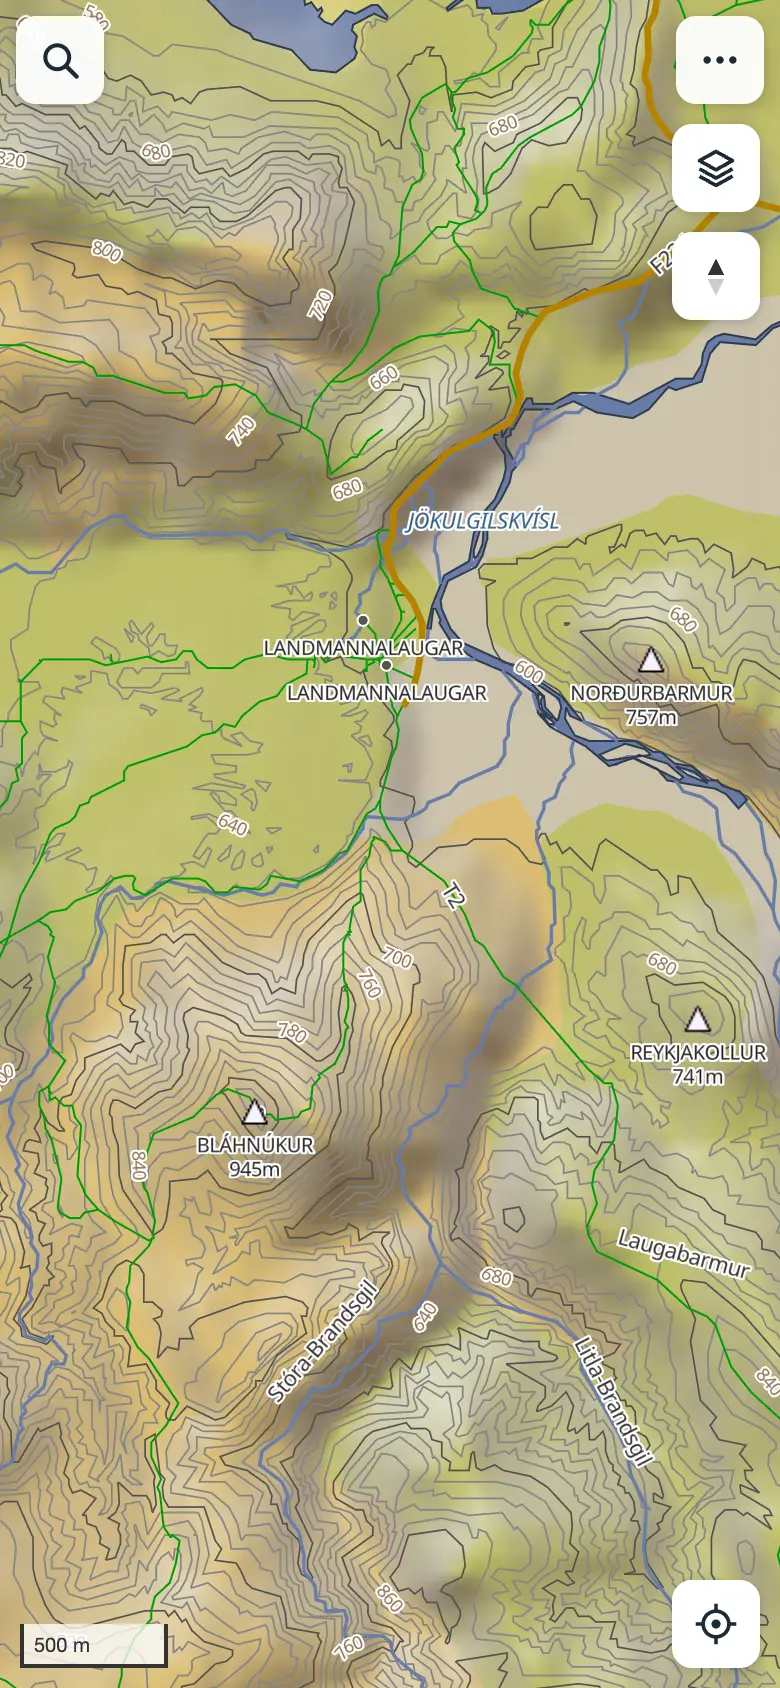 580
680
820
680
800
F2
720
660
740
680
JÖKULGILSKVÍSL
680
LANDMANNALAUGAR
600
LANDMANNALAUGAR
NORÐURBARMUR
757m
640
T2
700
680
760
780
REYKJAKOLLUR
741m
BLÁHNÚKUR
945m
840
Laugabarmur
680
Stóra-Brandsgil
640
Litla-Brandsgil
840
860
500 m
760